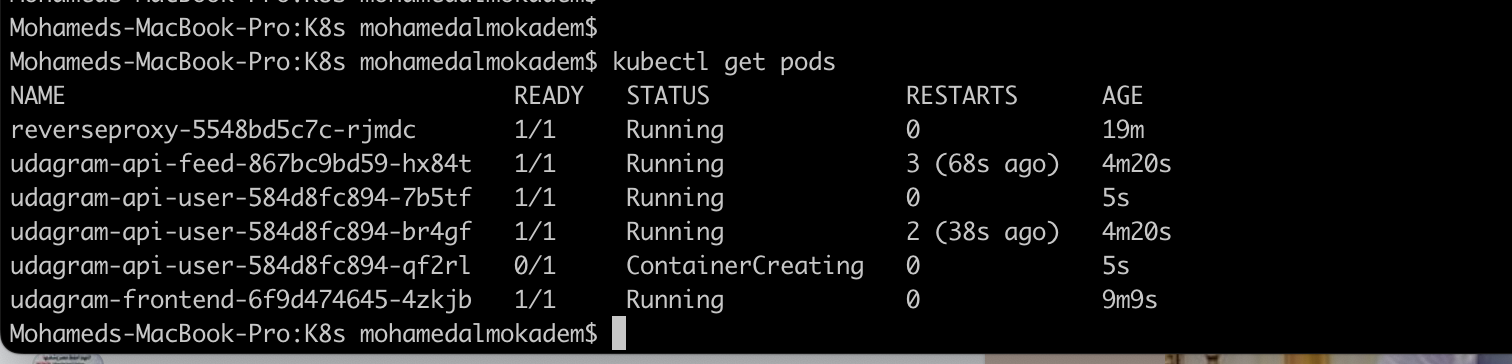 Mohameds-MacBook-Pro:K8s mohamedalmokadem$
Mohameds-MacBook-Pro:K8s mohamedalmokadem$ kubectl get pods
NAME READY STATUS RESTARTS AGE
reverseproxy-5548bd5c7c-rjmdc 1/1 Running 0 19m
udagram-api-feed-867bc9bd59-hx84t 1/1 Running 3 (68s ago) 4m20s
udagram-api-user-584d8fc894-7b5tf 1/1 Running 0 5s
udagram-api-user-584d8fc894-br4gf 1/1 Running 2 (38s ago) 4m20s
udagram-api-user-584d8fc894-qf2rl 0/1 ContainerCreating 0 5s
udagram-frontend-6f9d474645-4zkjb 1/1 Running 0 9m9s
Mohameds-MacBook-Pro:K8s mohamedalmokadem$